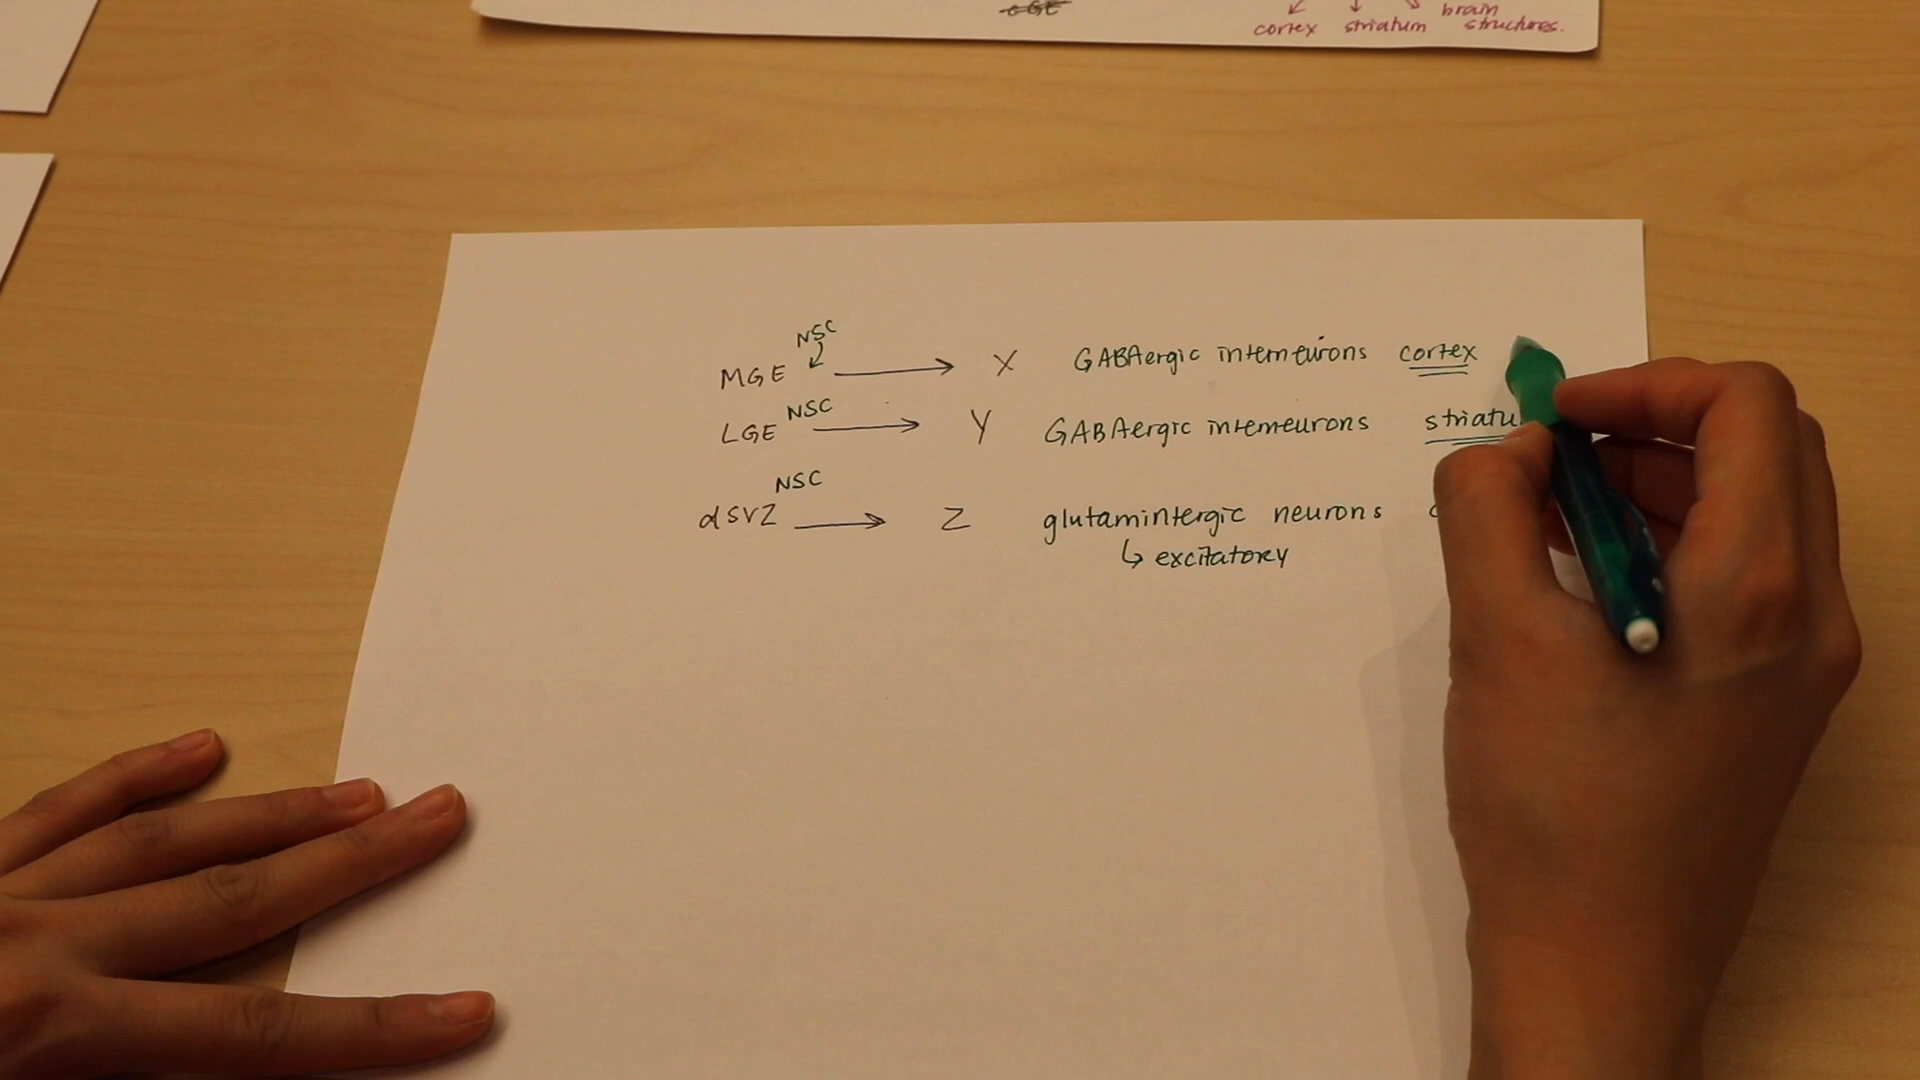 cGE
brain
cortex striatum structures.
NSC
MGE → X GABAergic interneurons cortex
NSC
LGE → Y GABAergic interneurons striatu
NSC
dSVZ → Z glutamintergic neurons
↳ excitatory